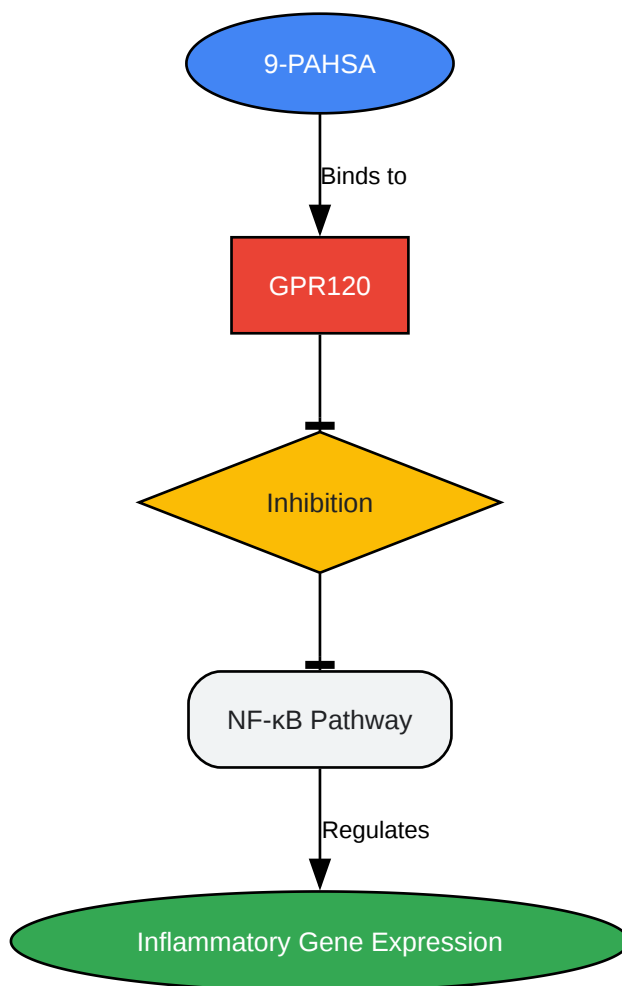 9-PAHSA
Binds to
GPR120
Inhibition
NF-κB Pathway
Regulates
Inflammatory Gene Expression